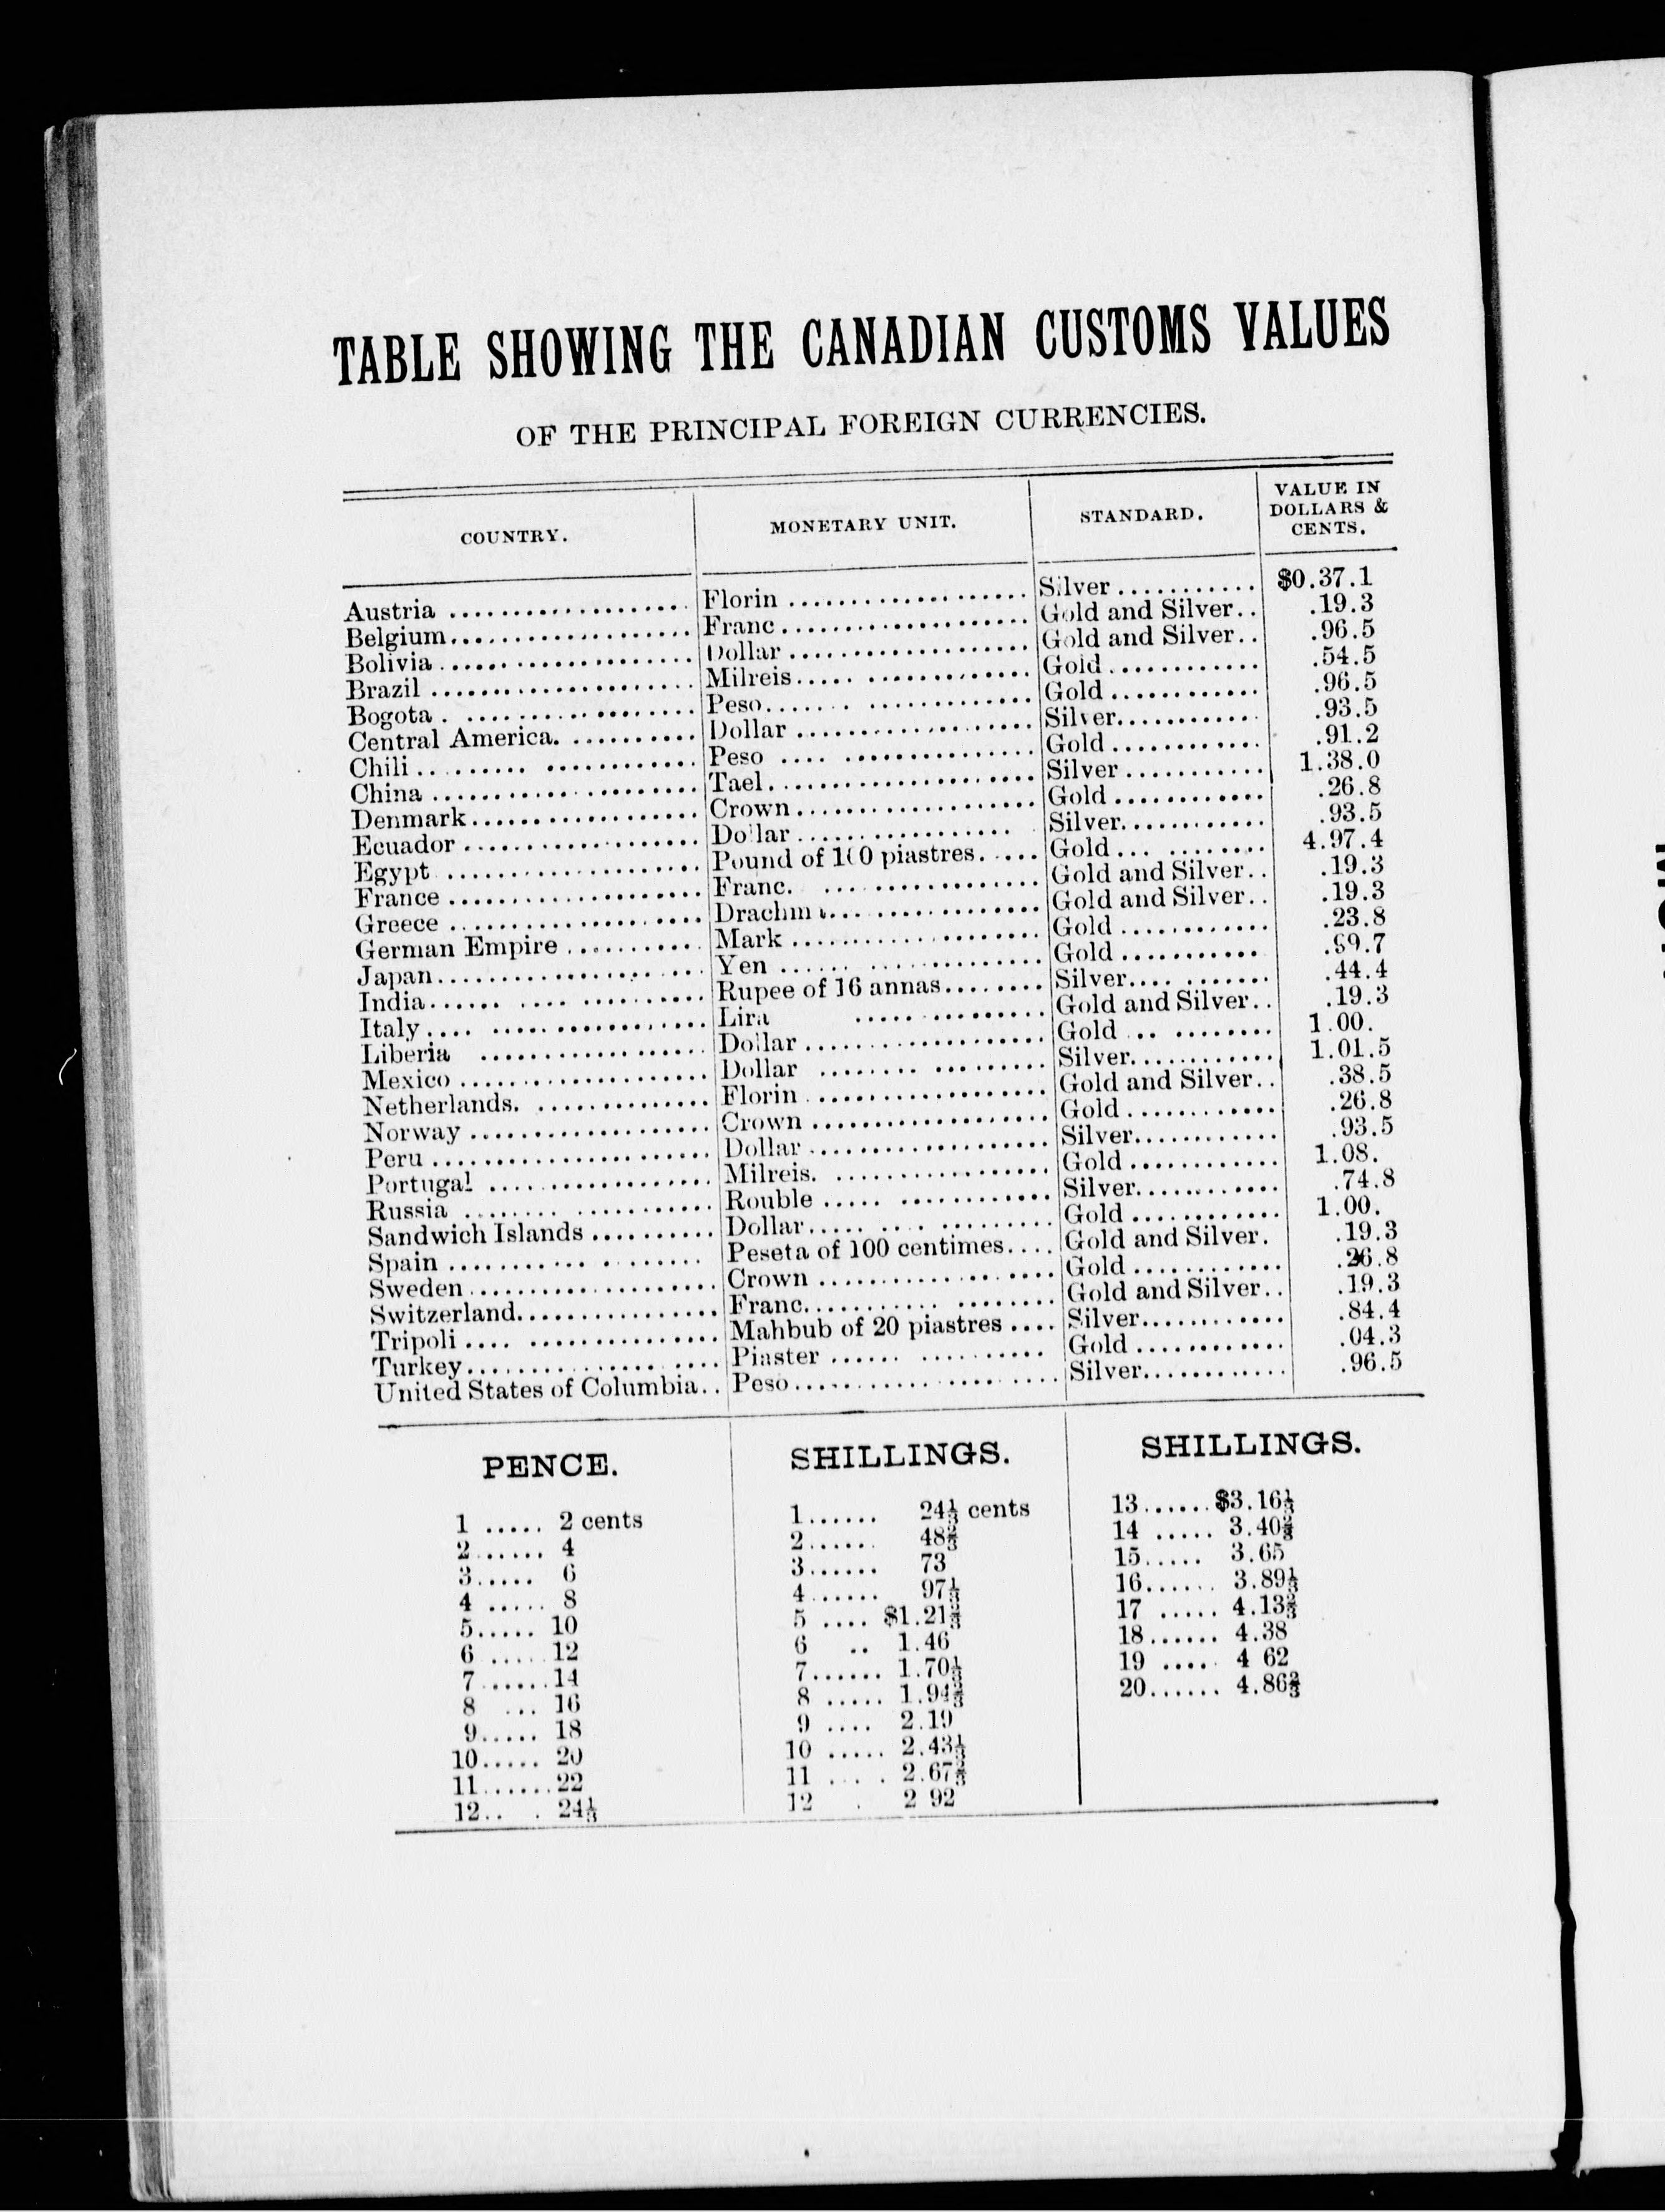 TABLE SHOWING THE CANADIAN CUSTOMS VALUES
OF THE PRINCIPAL FOREIGN CURRENCIES.
COUNTRY. MONETARY UNIT. STANDARD. VALUE IN DOLLARS & CENTS.
Austria Florin Silver $0.37.1
Belgium Franc Gold and Silver .19.3
Bolivia Dollar Gold and Silver .96.5
Brazil Milreis Gold .54.5
Bogota Peso Gold .96.5
Central America. Dollar Silver .93.5
Chili Peso Gold .91.2
China Tael Silver 1.38.0
Denmark Crown Gold .26.8
Ecuador Dollar Silver .93.5
Egypt Pound of 100 piastres Gold 4.97.4
France Franc. Gold and Silver .19.3
Greece Drachma Gold and Silver .19.3
German Empire Mark Gold .23.8
Japan Yen Gold .99.7
India Rupee of 16 annas Silver .44.4
Italy Lira Gold and Silver .19.3
Liberia Dollar Gold 1.00.
Mexico Dollar Silver 1.01.5
Netherlands. Florin Gold and Silver .38.5
Norway Crown Gold .26.8
Peru Dollar Silver .93.5
Portugal Milreis. Gold 1.08.
Russia Rouble Silver .74.8
Sandwich Islands Dollar Gold 1.00.
Spain Peseta of 100 centimes Gold and Silver. .19.3
Sweden Crown Gold .26.8
Switzerland Franc Gold and Silver .19.3
Tripoli Mahbub of 20 piastres Silver .84.4
Turkey Piaster Gold .04.3
United States of Columbia Peso Silver .96.5
PENCE. SHILLINGS. SHILLINGS.
1 ..... 2 cents 1...... 24⅓ cents 13......$3.16⅓
2...... 4 2...... 48⅔ 14 ..... 3.40⅔
3..... 6 3...... 73 15..... 3.65
4 ..... 8 4...... 97⅓ 16...... 3.89⅓
5..... 10 5 .... $1.21⅔ 17 ..... 4.13⅔
6 ..... 12 6 .. 1.46 18...... 4.38
7......14 7...... 1.70⅓ 19 ..... 4 62
8 ... 16 8 ..... 1.94⅔ 20...... 4.86⅔
9..... 18 9 .... 2.19
10..... 20 10 ..... 2.43⅓
11......22 11 .... 2.67⅔
12.. . 24⅓ 12 . 2 92